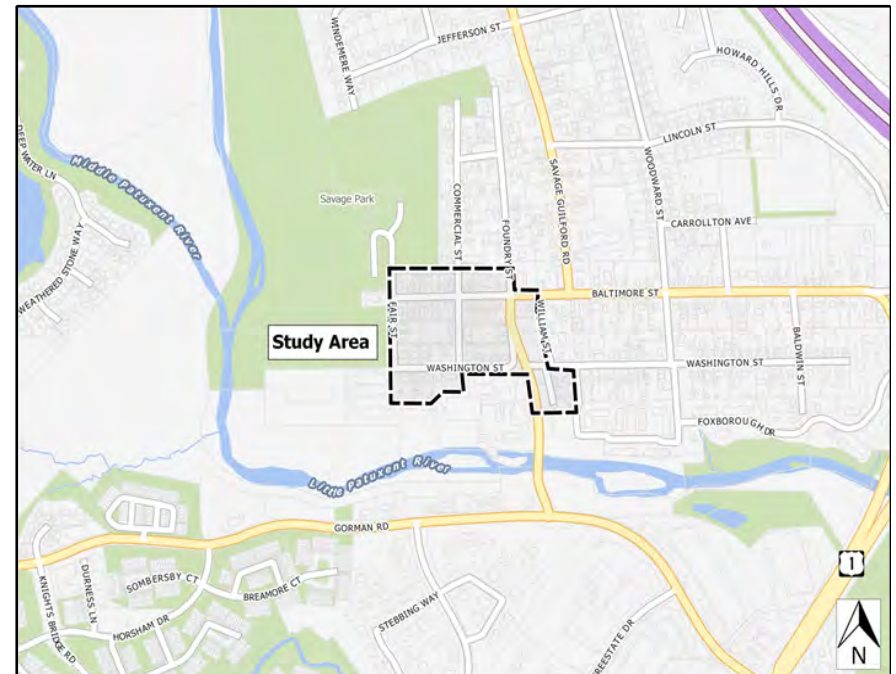 WINDEMERE WAY
JEFFERSON ST
HOWARD HILLS DR
LINCOLN ST
DEEP WATER LN
Middle Patuxent River
SAVAGE GUILFORD RD
WOODWARD ST
COMMERCIAL ST
Savage Park
FOUNDRY ST
CARROLLTON AVE
WEATHERED STONE WAY
BALTIMORE ST
FAIR ST
WILLIAM ST
Study Area
BALDWIN ST
WASHINGTON ST
WASHINGTON ST
FOXBOROUGH DR
Little Patuxent River
GORMAN RD
1
SOMBERSBY CT
DURNESS LN
BREAMORE CT
KNIGHTS BRIDGE RD
HORSHAM DR
STEBBING WAY
REESTATE DR
N